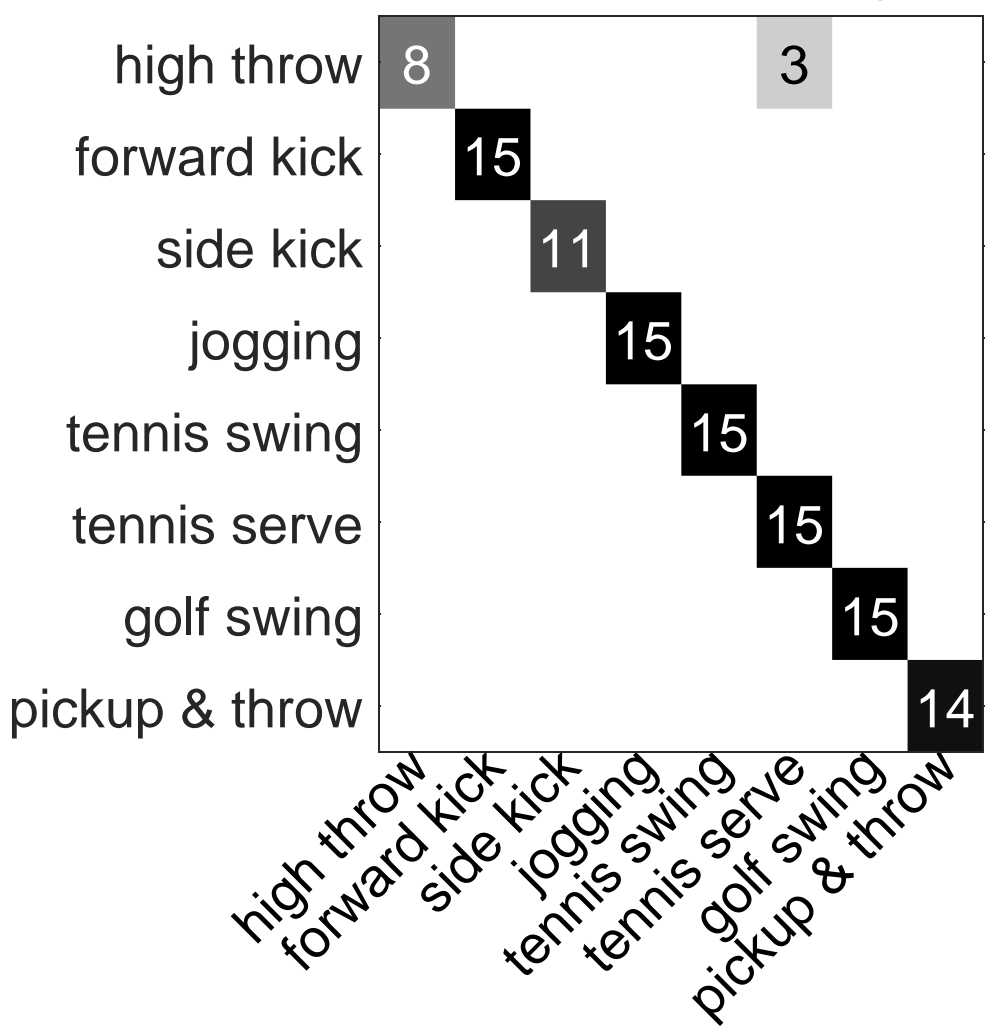 high throw 8 3
forward kick 15
side kick 11
jogging 15
tennis swing 15
tennis serve 15
golf swing 15
pickup & throw 14
high throw
forward kick
side kick
jogging
tennis swing
tennis serve
golf swing
pickup & throw